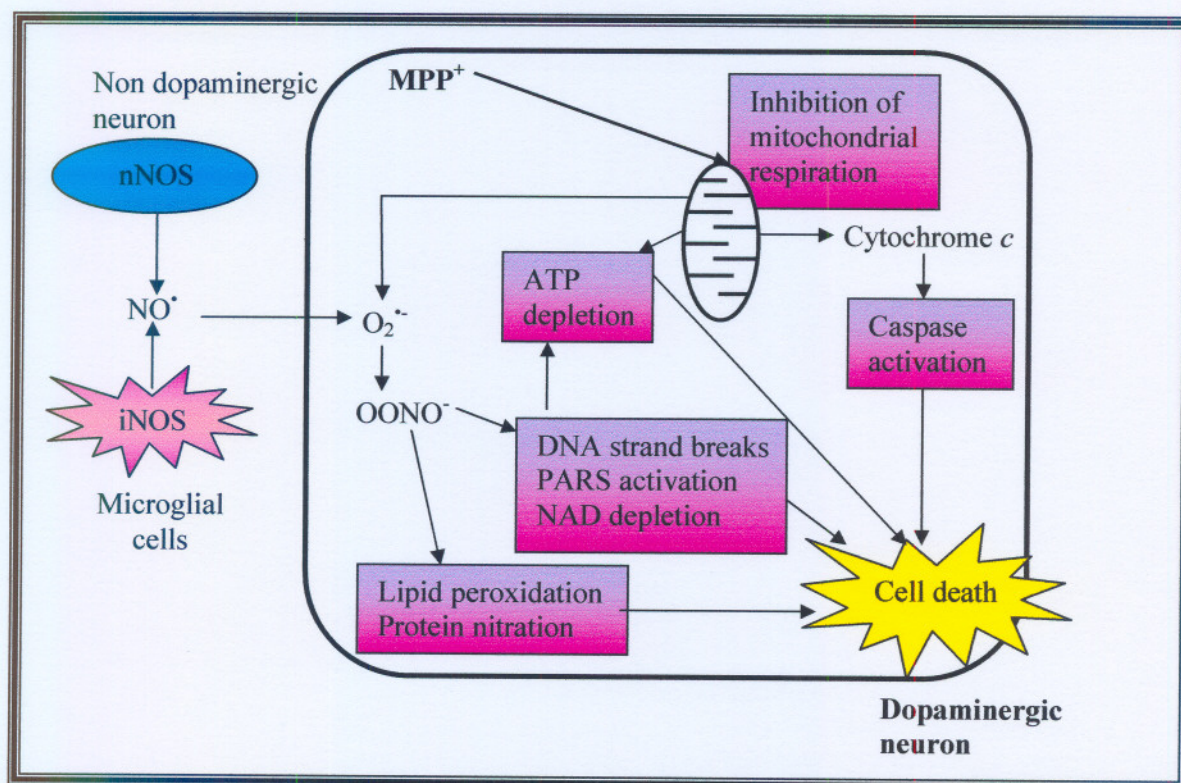 Non dopaminergic
neuron
nNOS
NO•
iNOS
Microglial
cells
MPP+
Inhibition of
mitochondrial
respiration
Cytochrome c
ATP
depletion
Caspase
activation
O2•-
OONO-
DNA strand breaks
PARS activation
NAD depletion
Lipid peroxidation
Protein nitration
Cell death
Dopaminergic
neuron